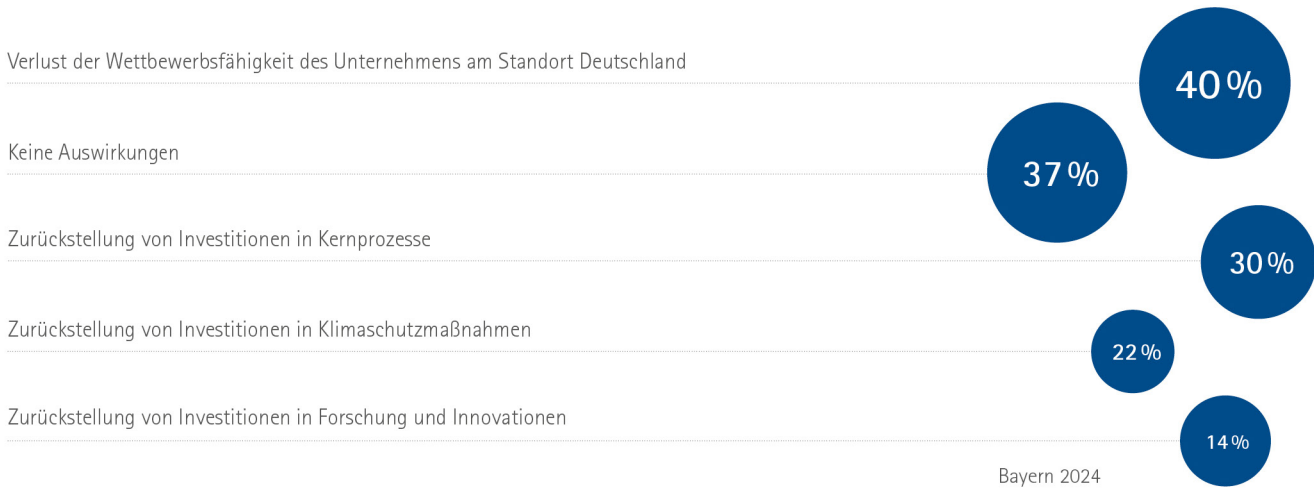 Verlust der Wettbewerbsfähigkeit des Unternehmens am Standort Deutschland
40 %
Keine Auswirkungen
37 %
Zurückstellung von Investitionen in Kernprozesse
30 %
Zurückstellung von Investitionen in Klimaschutzmaßnahmen
22 %
Zurückstellung von Investitionen in Forschung und Innovationen
14 %
Bayern 2024